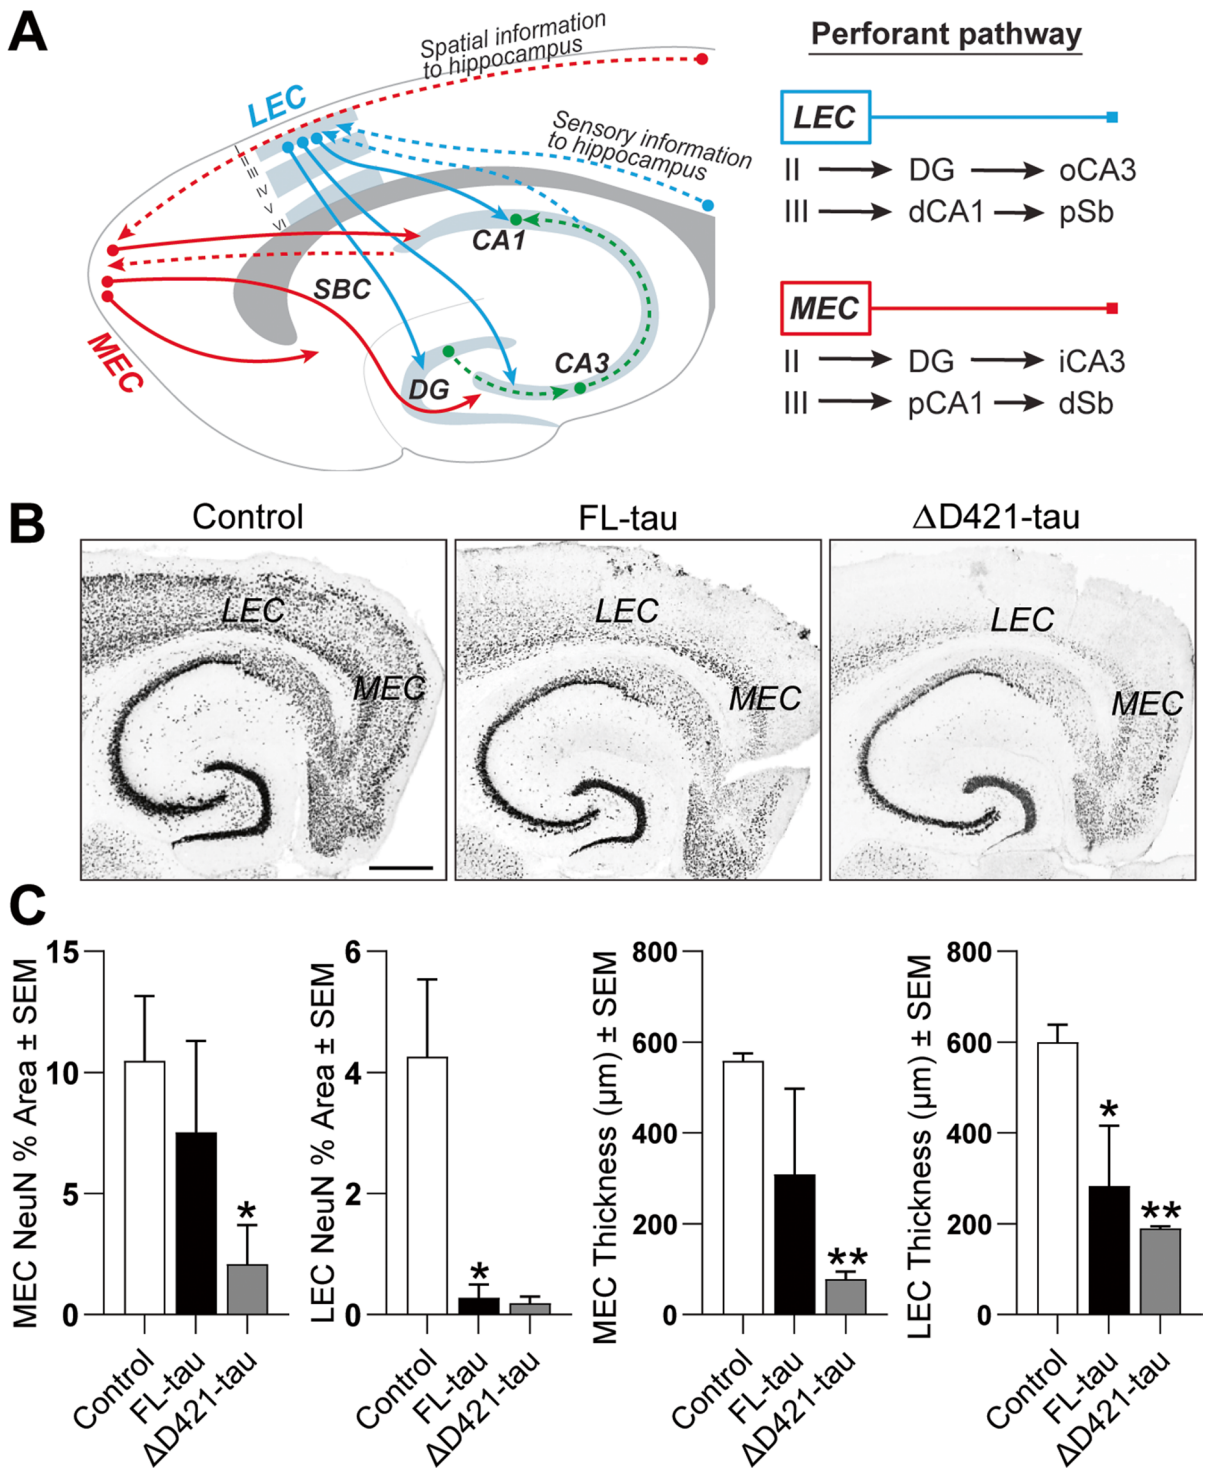 A
Spatial information
to hippocampus
Perforant pathway
LEC
Sensory information
to hippocampus
I
II
III
IV
V
VI
CA1
SBC
MEC
DG
CA3
LEC
II DG oCA3
III dCA1 pSb
MEC
II DG iCA3
III pCA1 dSb
B
Control
FL-tau
ΔD421-tau
LEC
MEC
LEC
MEC
LEC
MEC
C
MEC NeuN % Area ± SEM
15
10
5
0
*
Control
FL-tau
ΔD421-tau
LEC NeuN % Area ± SEM
6
4
2
0
*
Control
FL-tau
ΔD421-tau
MEC Thickness (µm) ± SEM
800
600
400
200
0
**
Control
FL-tau
ΔD421-tau
LEC Thickness (µm) ± SEM
800
600
400
200
0
*
**
Control
FL-tau
ΔD421-tau